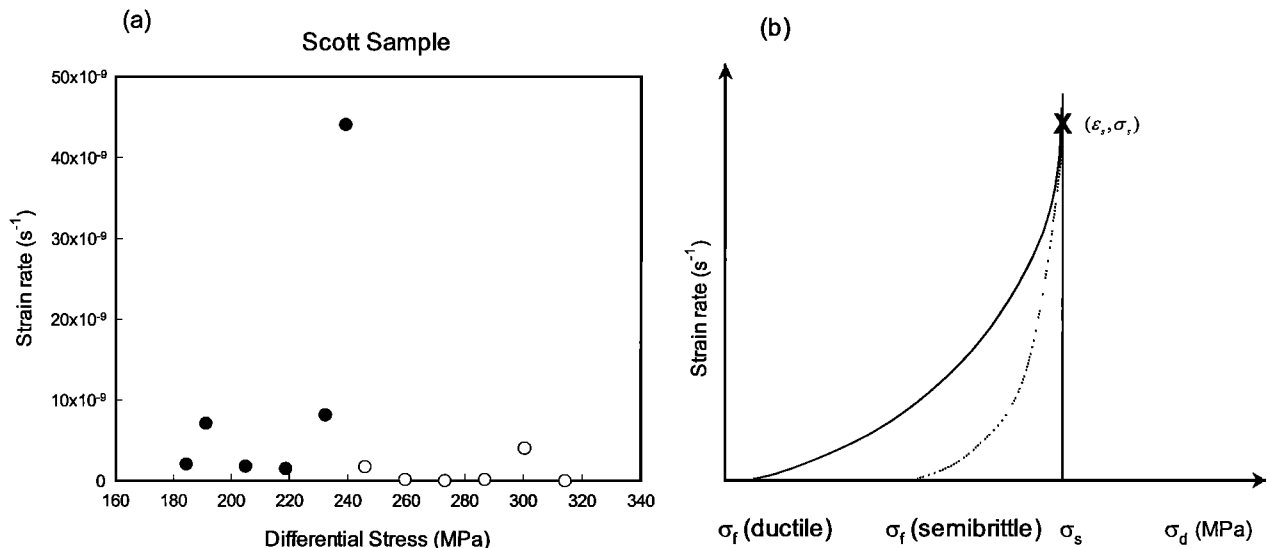 (a)
Scott Sample
Strain rate (s⁻¹)
50x10⁻⁹
40x10⁻⁹
30x10⁻⁹
20x10⁻⁹
10x10⁻⁹
0
160 180 200 220 240 260 280 300 320 340
Differential Stress (MPa)
(b)
Strain rate (s⁻¹)
X (εₛ,σₛ)
σf (ductile) σf (semibrittle) σₛ σd (MPa)